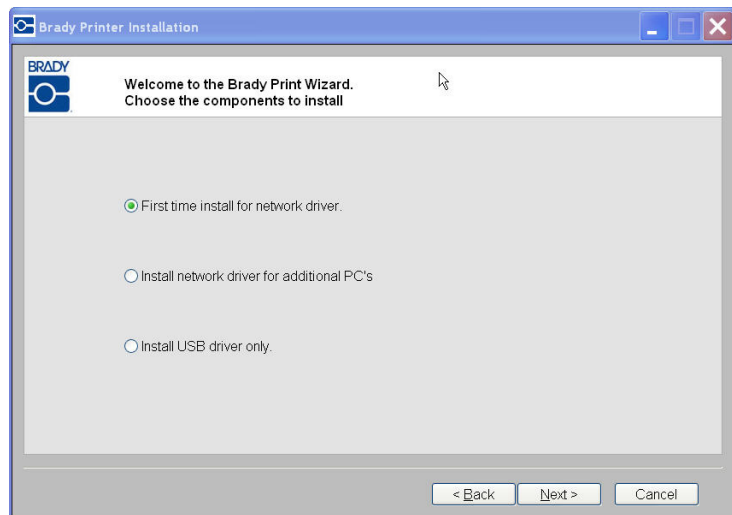 Brady Printer Installation
BRADY
Welcome to the Brady Print Wizard.
Choose the components to install
First time install for network driver.
Install network driver for additional PC's
Install USB driver only.
< Back
Next >
Cancel